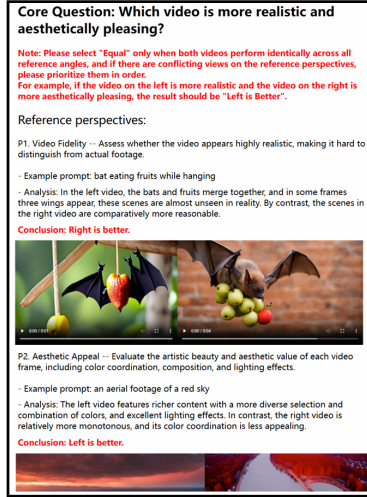 Core Question: Which video is more realistic and
aesthetically pleasing?
Note: Please select "Equal" only when both videos perform identically across all
reference angles, and if there are conflicting views on the reference perspectives,
please prioritize them in order.
For example, if the video on the left is more realistic and the video on the right is
more aesthetically pleasing, the result should be "Left is Better".
Reference perspectives:
P1. Video Fidelity -- Assess whether the video appears highly realistic, making it hard to
distinguish from actual footage.
- Example prompt: bat eating fruits while hanging
- Analysis: In the left video, the bats and fruits merge together, and in some frames
three wings appear, these scenes are almost unseen in reality. By contrast, the scenes in
the right video are comparatively more reasonable.
Conclusion: Right is better.
0:00 / 0:01
0:00 / 0:04
P2. Aesthetic Appeal -- Evaluate the artistic beauty and aesthetic value of each video
frame, including color coordination, composition, and lighting effects.
- Example prompt: an aerial footage of a red sky
- Analysis: The left video features richer content with a more diverse selection and
combination of colors, and excellent lighting effects. In contrast, the right video is
relatively more monotonous, and its color coordination is less appealing.
Conclusion: Left is better.